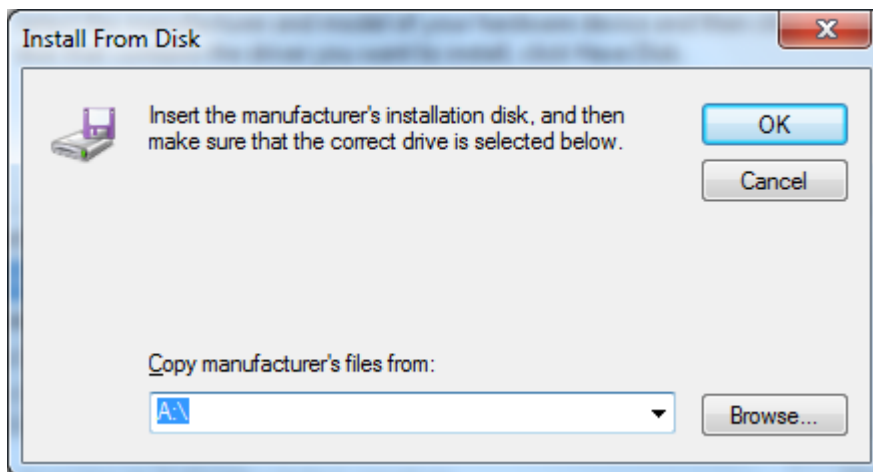 Install From Disk
Insert the manufacturer's installation disk, and then
make sure that the correct drive is selected below.
OK
Cancel
Copy manufacturer's files from:
A:\
Browse...